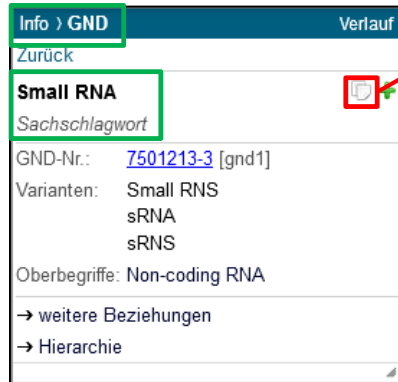 Info › GND Verlauf
Zurück
Small RNA
Sachschlagwort
GND-Nr.: 7501213-3 [gnd1]
Varianten: Small RNS
sRNA
sRNS
Oberbegriffe: Non-coding RNA
→ weitere Beziehungen
→ Hierarchie